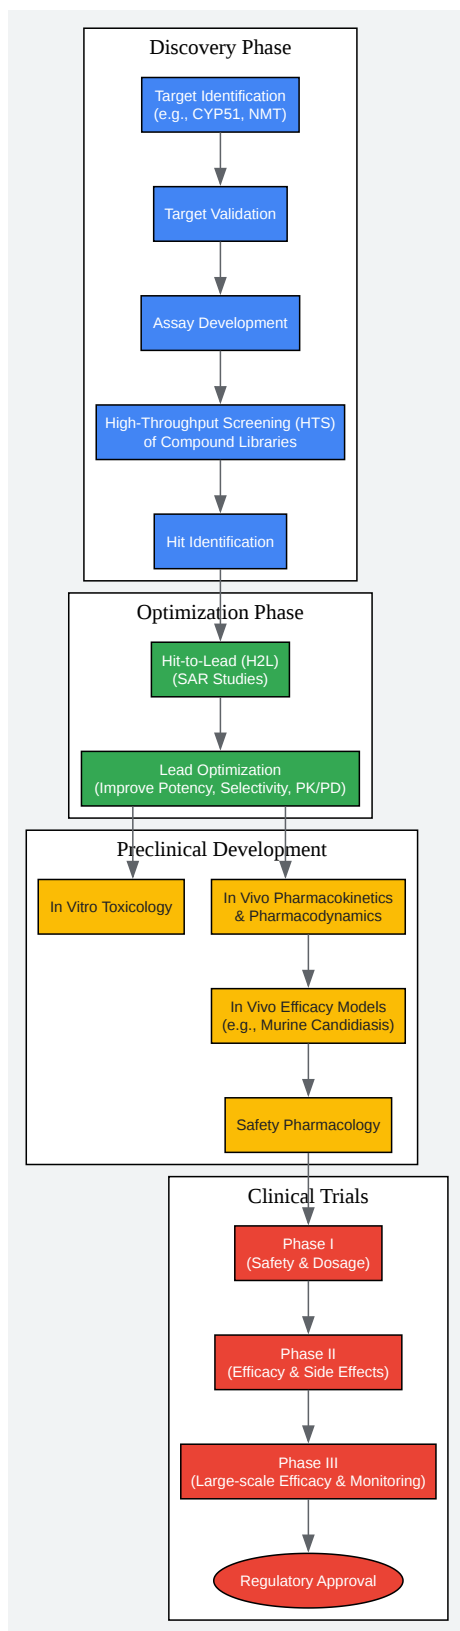 Discovery Phase
Target Identification
(e.g., CYP51, NMT)
Target Validation
Assay Development
High-Throughput Screening (HTS)
of Compound Libraries
Hit Identification
Optimization Phase
Hit-to-Lead (H2L)
(SAR Studies)
Lead Optimization
(Improve Potency, Selectivity, PK/PD)
Preclinical Development
In Vitro Toxicology
In Vivo Pharmacokinetics
& Pharmacodynamics
In Vivo Efficacy Models
(e.g., Murine Candidiasis)
Safety Pharmacology
Clinical Trials
Phase I
(Safety & Dosage)
Phase II
(Efficacy & Side Effects)
Phase III
(Large-scale Efficacy & Monitoring)
Regulatory Approval